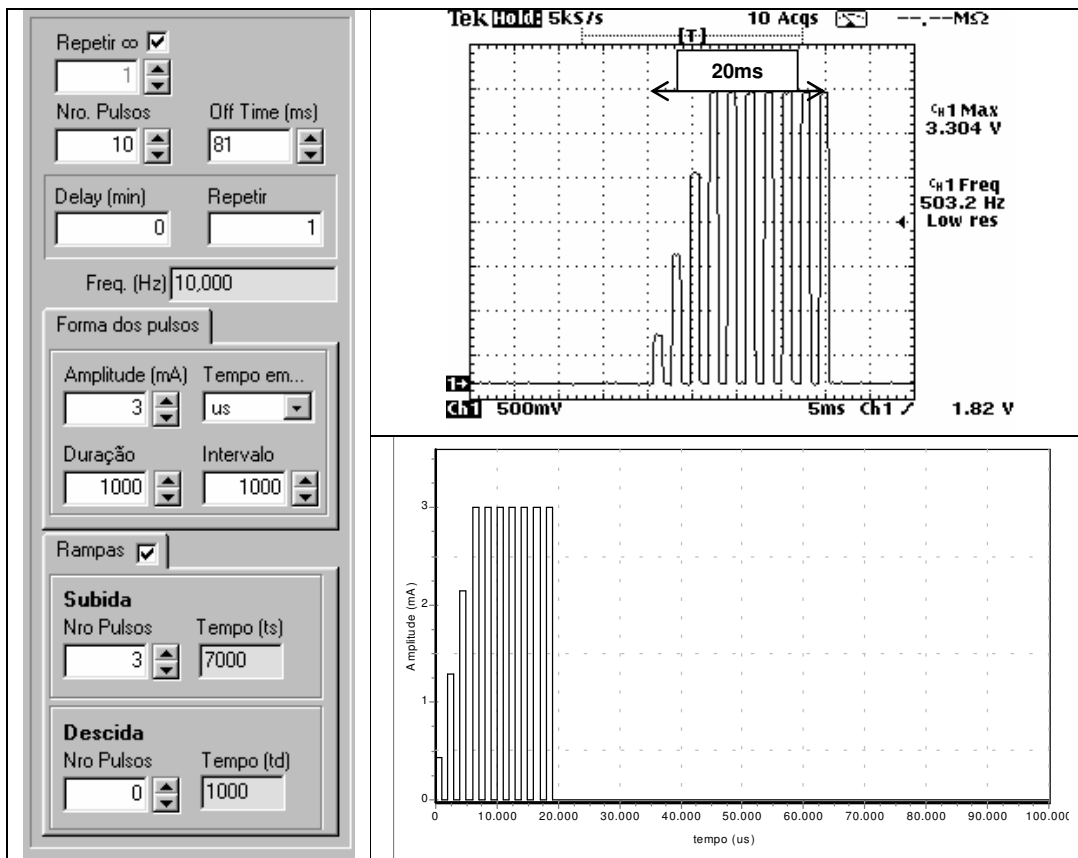 Repetir ∞
1
Nro. Pulsos Off Time (ms)
10 81
Delay (min) Repetir
0 1
Freq. (Hz) 10,000
Forma dos pulsos
Amplitude (mA) Tempo em...
3 us
Duração Intervalo
1000 1000
Rampas
Subida
Nro Pulsos Tempo (ts)
3 7000
Descida
Nro Pulsos Tempo (td)
0 1000
Tek Hold: 5kS/s 10 Acqs --.--MΩ
[T]
20ms
CH1 Max
3.304 V
CH1 Freq
503.2 Hz
Low res
1→
Ch1 500mV 5ms Ch1 1.82 V
Amplitude (mA)
3
2
1
0
0 10.000 20.000 30.000 40.000 50.000 60.000 70.000 80.000 90.000 100.000
tempo (us)